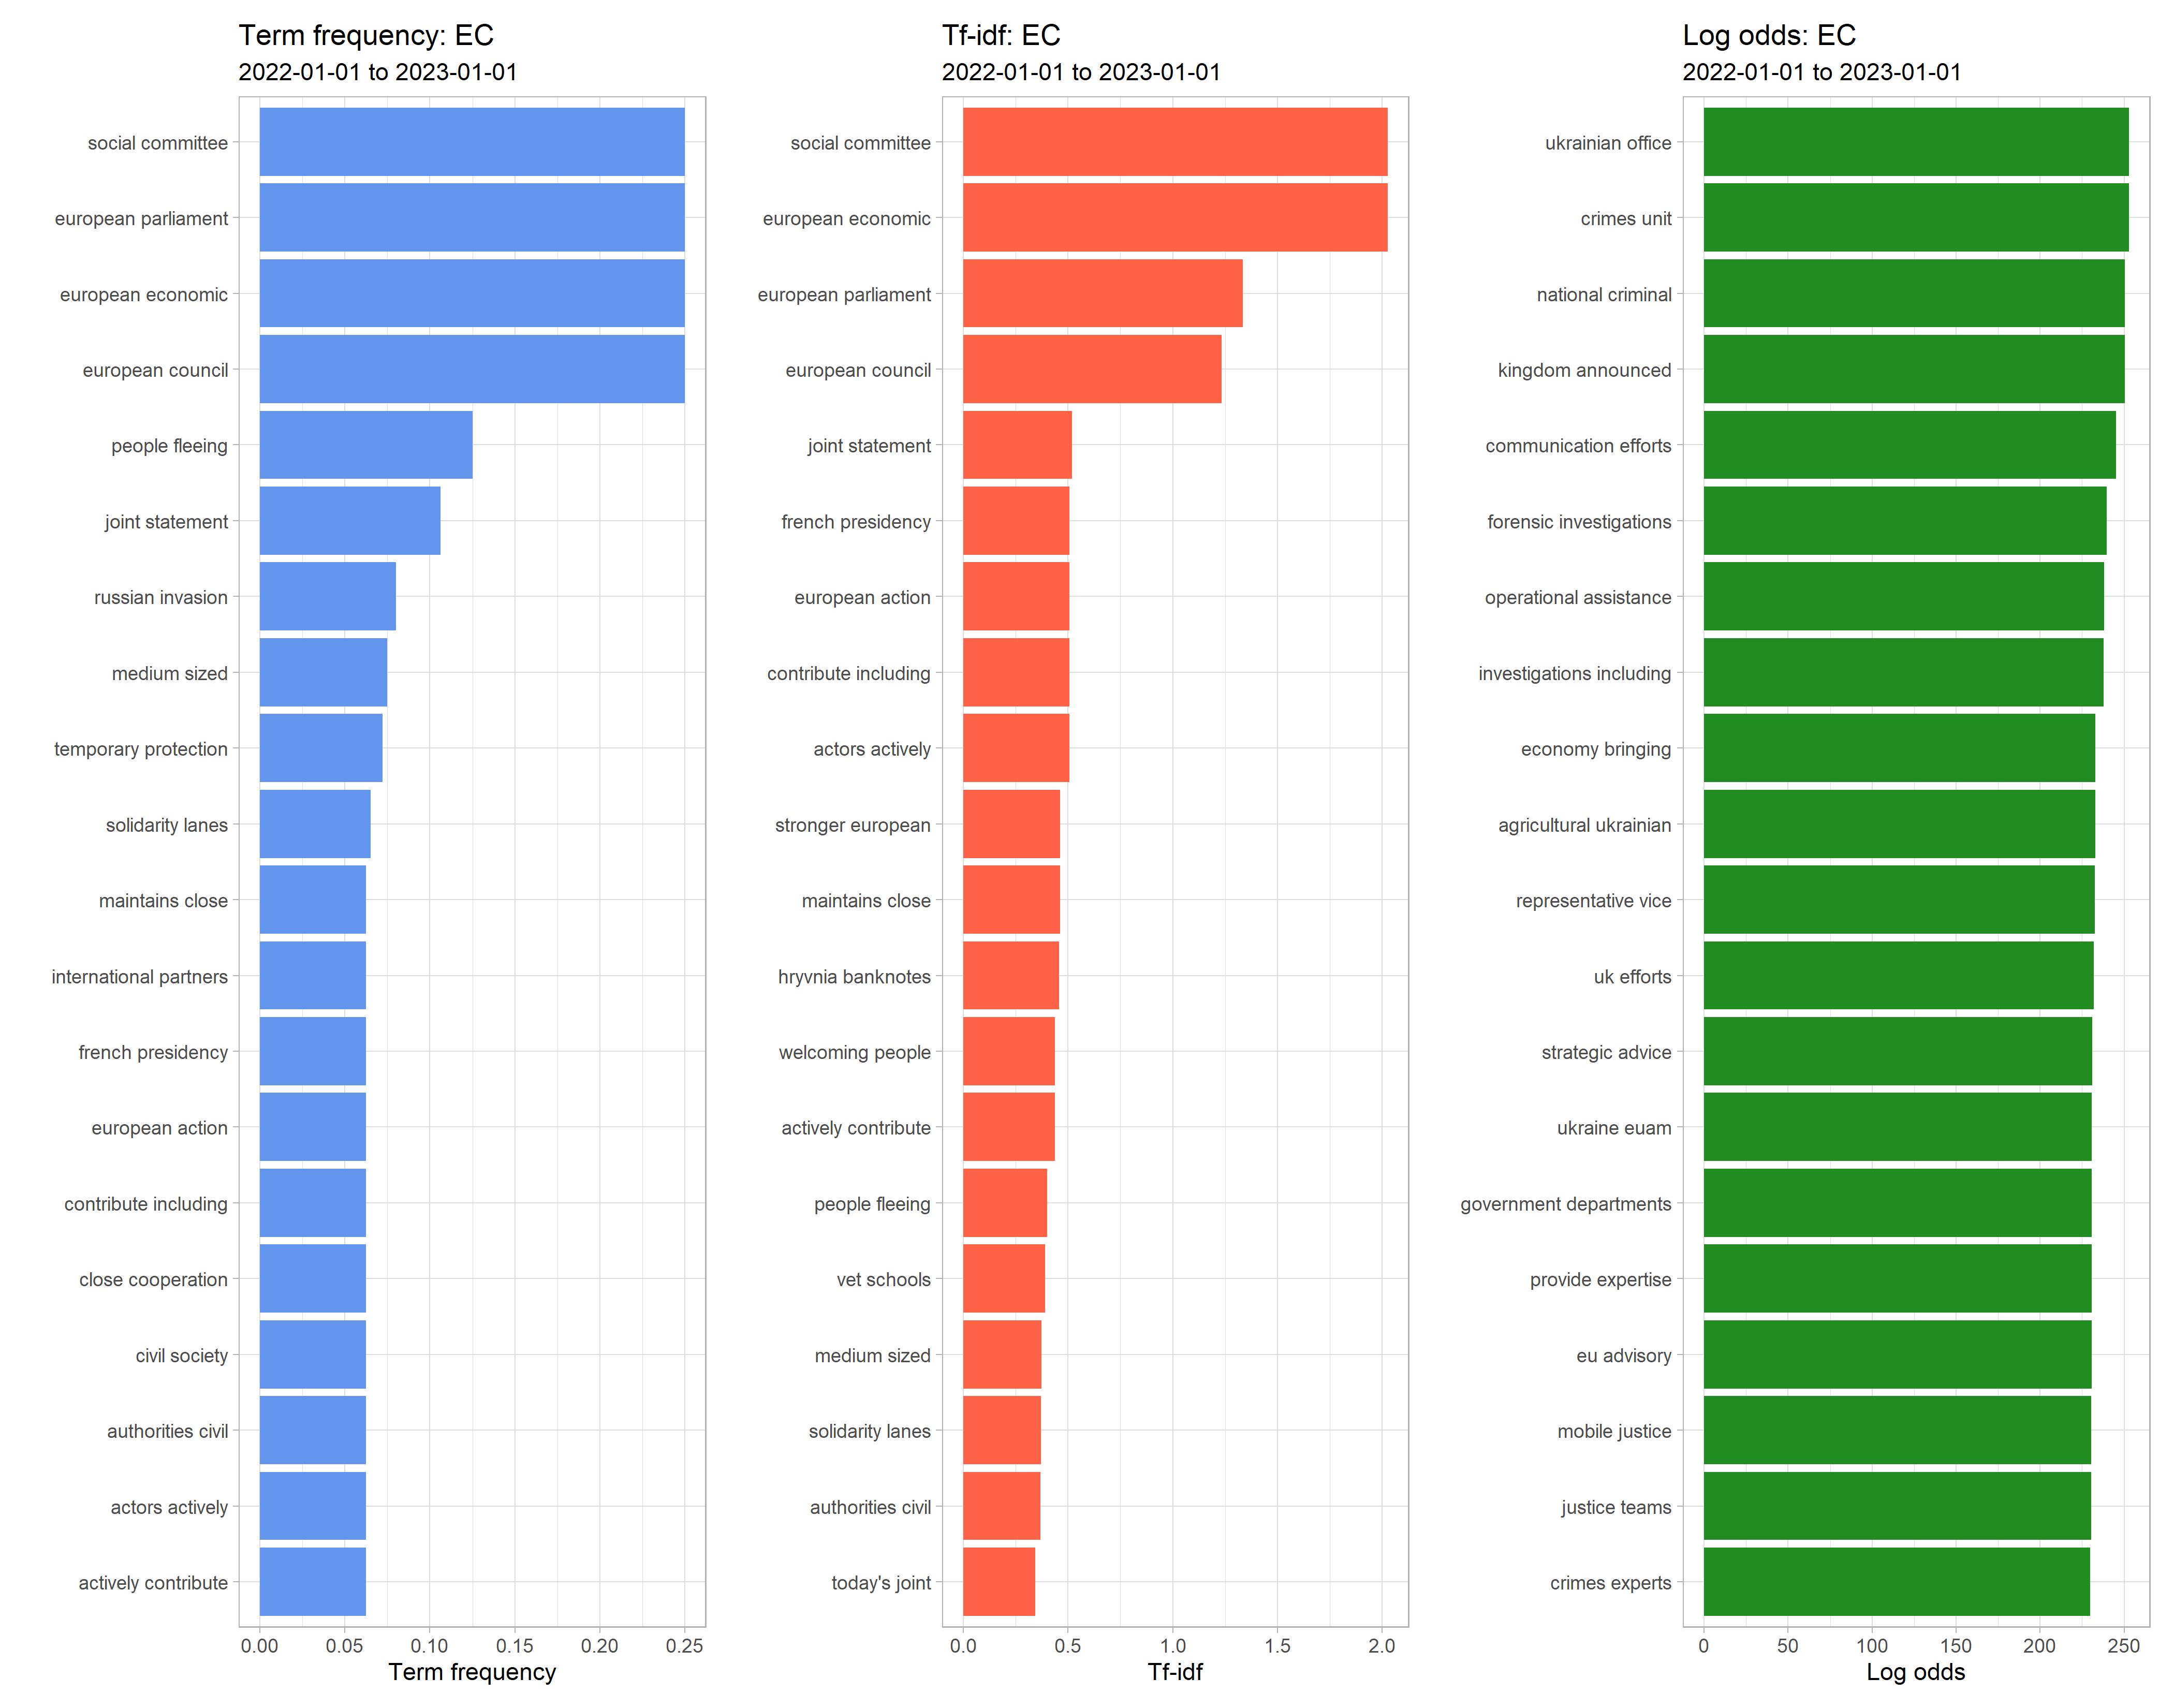 Term frequency: EC
2022-01-01 to 2023-01-01
social committee
european parliament
european economic
european council
people fleeing
joint statement
russian invasion
medium sized
temporary protection
solidarity lanes
maintains close
international partners
french presidency
european action
contribute including
close cooperation
civil society
authorities civil
actors actively
actively contribute
0.00 0.05 0.10 0.15 0.20 0.25
Term frequency
Tf-idf: EC
2022-01-01 to 2023-01-01
social committee
european economic
european parliament
european council
joint statement
french presidency
european action
contribute including
actors actively
stronger european
maintains close
hryvnia banknotes
welcoming people
actively contribute
people fleeing
vet schools
medium sized
solidarity lanes
authorities civil
today's joint
0.0 0.5 1.0 1.5 2.0
Tf-idf
Log odds: EC
2022-01-01 to 2023-01-01
ukrainian office
crimes unit
national criminal
kingdom announced
communication efforts
forensic investigations
operational assistance
investigations including
economy bringing
agricultural ukrainian
representative vice
uk efforts
strategic advice
ukraine euam
government departments
provide expertise
eu advisory
mobile justice
justice teams
crimes experts
0 50 100 150 200 250
Log odds